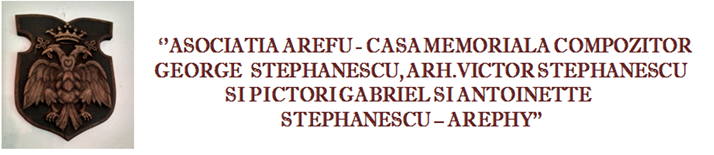 ‘’ASOCIATIA AREFU - CASA MEMORIALA COMPOZITOR
GEORGE STEPHANESCU, ARH.VICTOR STEPHANESCU
SI PICTORI GABRIEL SI ANTOINETTE
STEPHANESCU – AREPHY’’